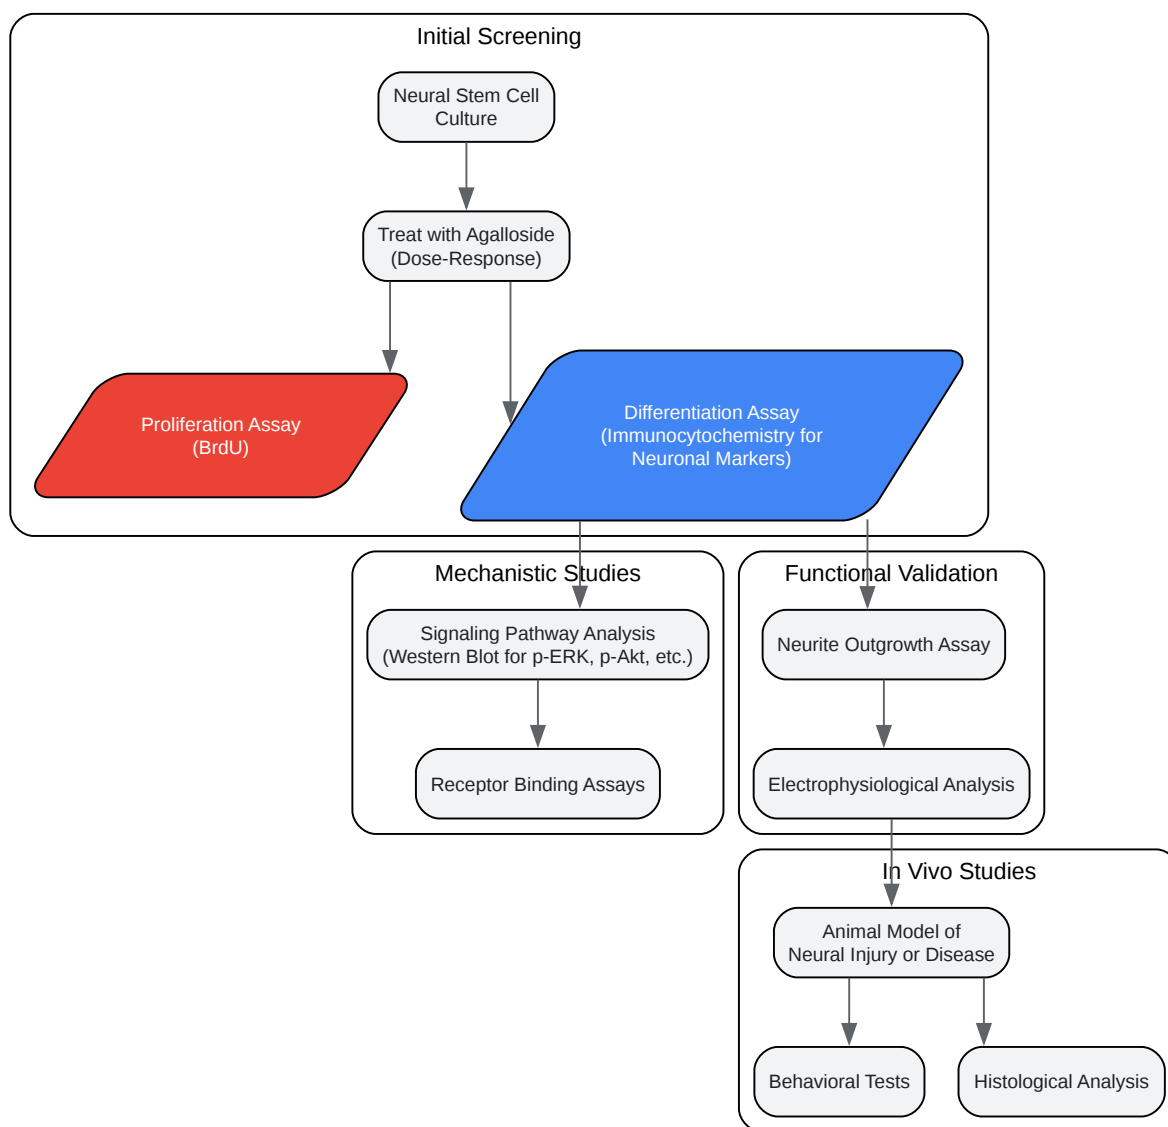 Initial Screening
Neural Stem Cell
Culture
Treat with Agalloside
(Dose-Response)
Proliferation Assay
(BrdU)
Differentiation Assay
(Immunocytochemistry for
Neuronal Markers)
Mechanistic Studies
Functional Validation
Signaling Pathway Analysis
(Western Blot for p-ERK, p-Akt, etc.)
Neurite Outgrowth Assay
Receptor Binding Assays
Electrophysiological Analysis
In Vivo Studies
Animal Model of
Neural Injury or Disease
Behavioral Tests
Histological Analysis